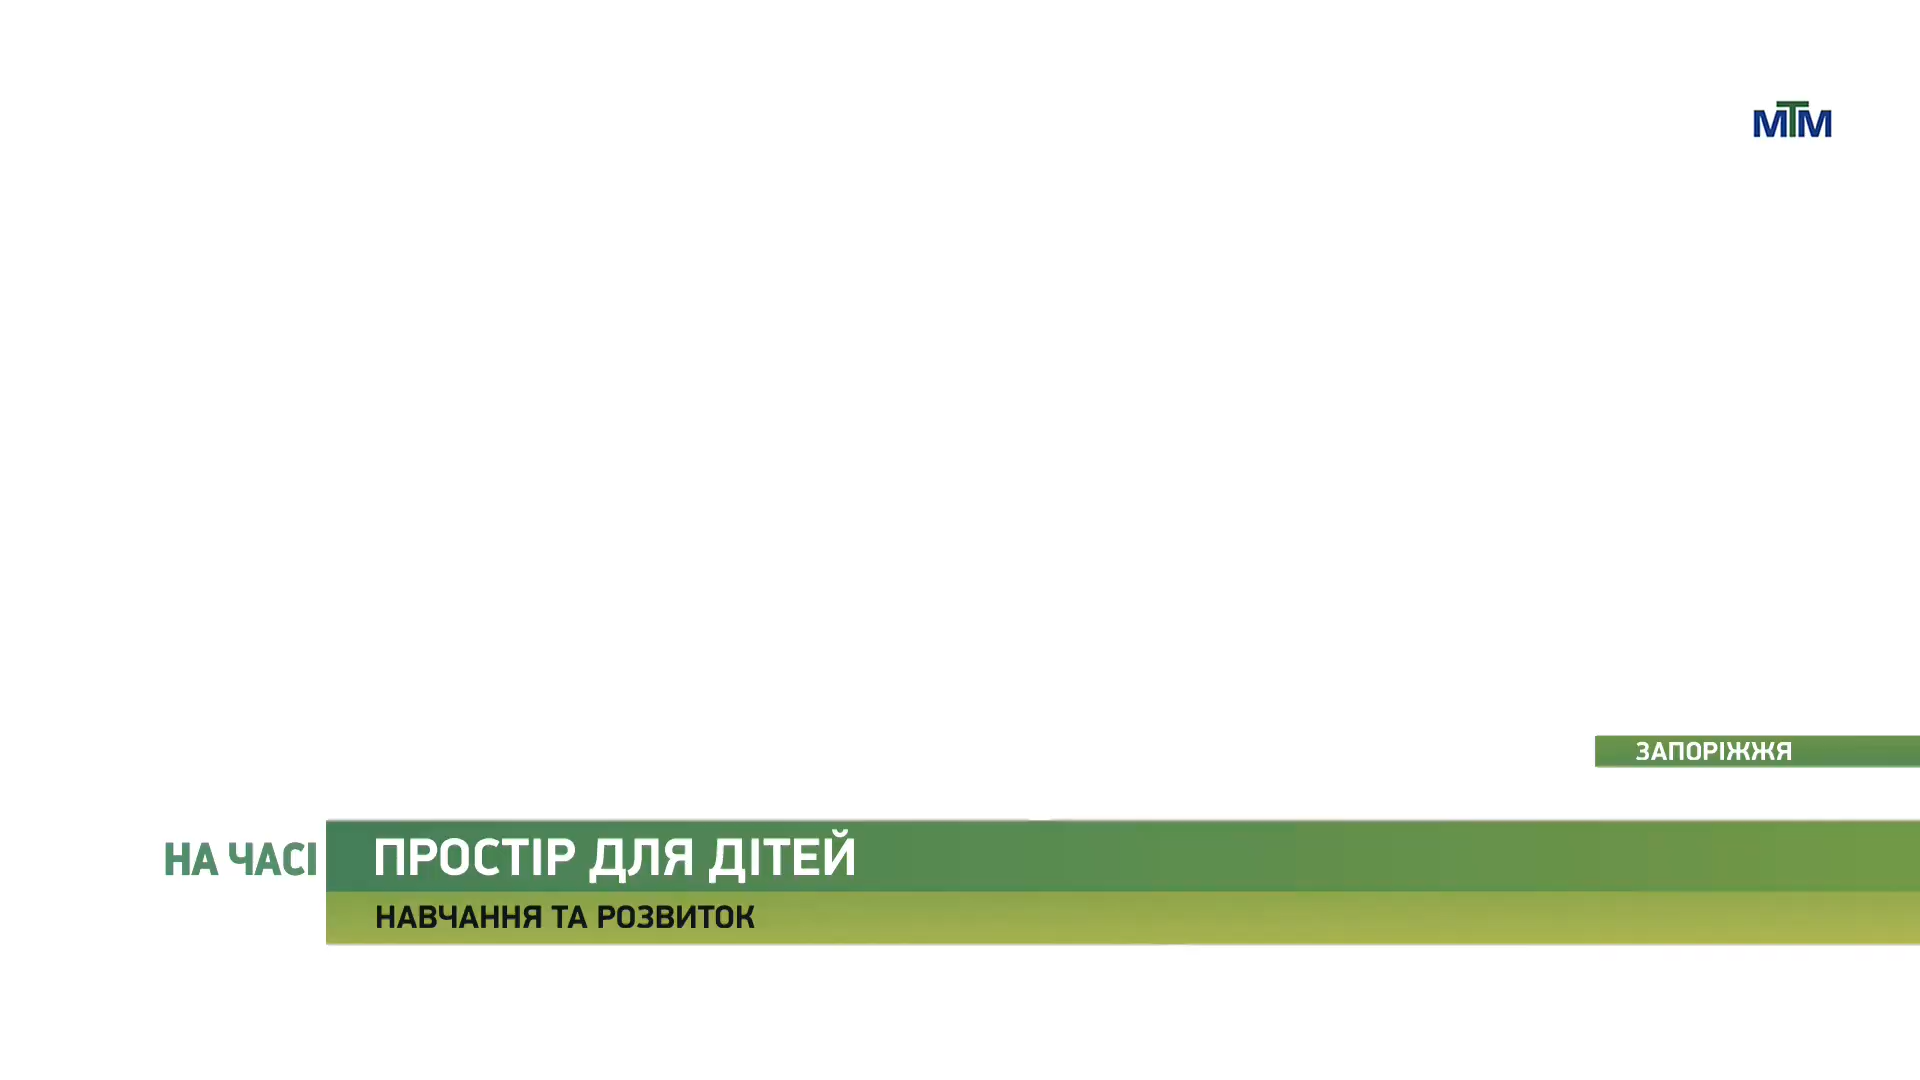 МТМ
ЗАПОРІЖЖЯ
НА ЧАСІ
ПРОСТІР ДЛЯ ДІТЕЙ
НАВЧАННЯ ТА РОЗВИТОК